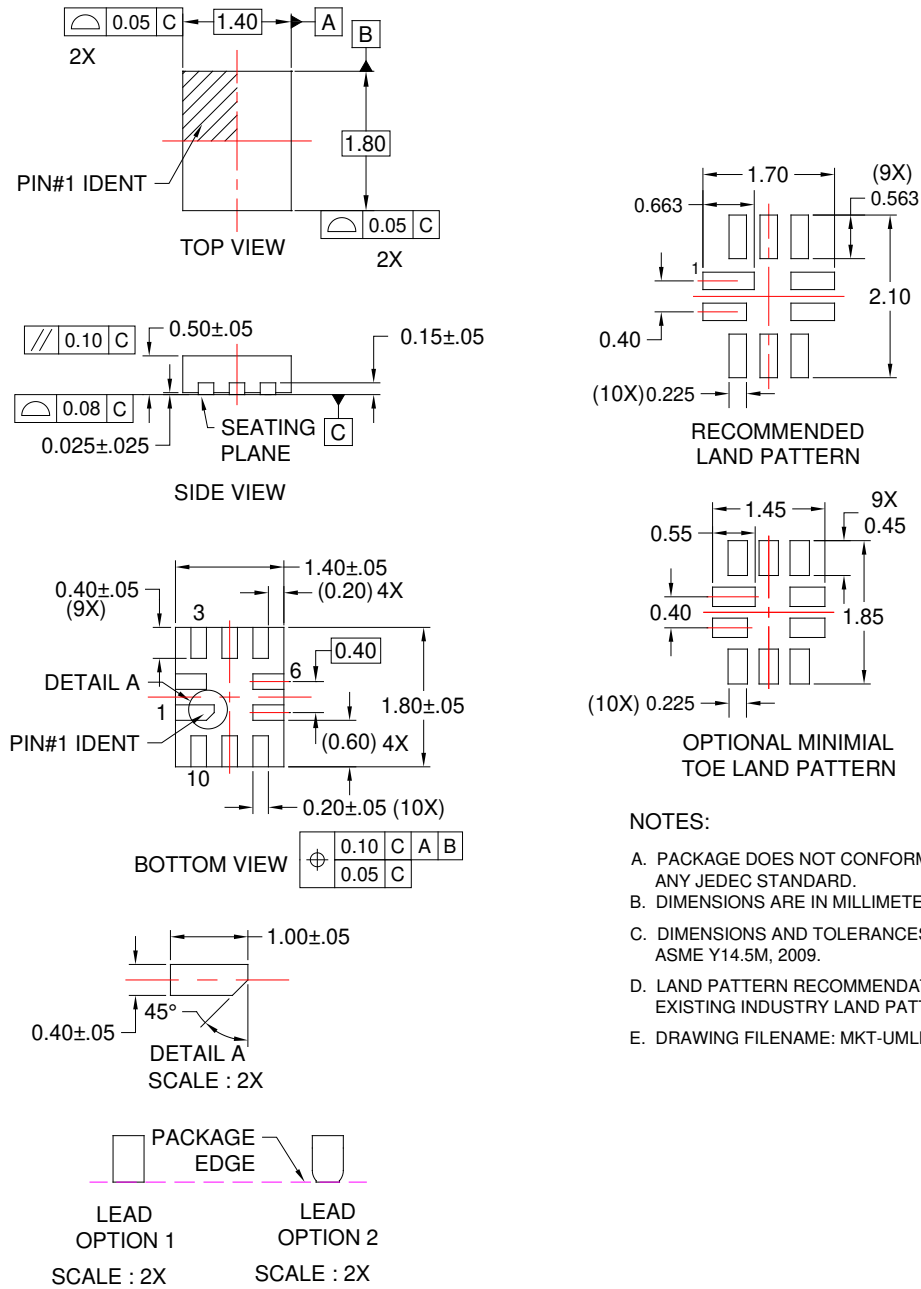 ⌓ 0.05 C
1.40
A
B
2X
1.80
PIN#1 IDENT
⌓ 0.05 C
TOP VIEW
2X
1.70
(9X)
0.563
0.663
1
2.10
0.40
(10X) 0.225
RECOMMENDED
LAND PATTERN
// 0.10 C
0.50±.05
0.15±.05
⌓ 0.08 C
0.025±.025
SEATING
PLANE
C
SIDE VIEW
1.45
9X
0.45
0.55
0.40
1.85
(10X) 0.225
OPTIONAL MINIMIAL
TOE LAND PATTERN
1.40±.05
0.40±.05
(9X)
(0.20) 4X
3
0.40
DETAIL A
6
1
1.80±.05
PIN#1 IDENT
(0.60) 4X
10
0.20±.05 (10X)
BOTTOM VIEW
⌖ 0.10 C A B
0.05 C
1.00±.05
0.40±.05
45°
DETAIL A
SCALE : 2X
PACKAGE
EDGE
LEAD
OPTION 1
SCALE : 2X
LEAD
OPTION 2
SCALE : 2X
NOTES:
A. PACKAGE DOES NOT CONFORM
ANY JEDEC STANDARD.
B. DIMENSIONS ARE IN MILLIMETE
C. DIMENSIONS AND TOLERANCES
ASME Y14.5M, 2009.
D. LAND PATTERN RECOMMENDAT
EXISTING INDUSTRY LAND PATT
E. DRAWING FILENAME: MKT-UML